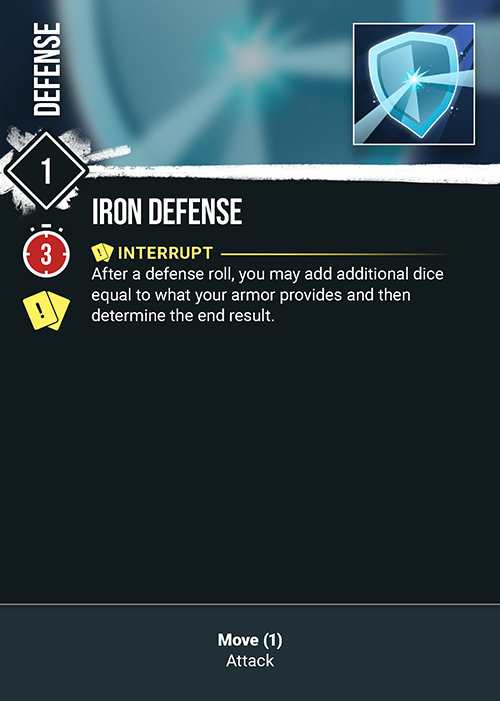 DEFENSE
1
IRON DEFENSE
3
! INTERRUPT
!
After a defense roll, you may add additional dice
equal to what your armor provides and then
determine the end result.
Move (1)
Attack